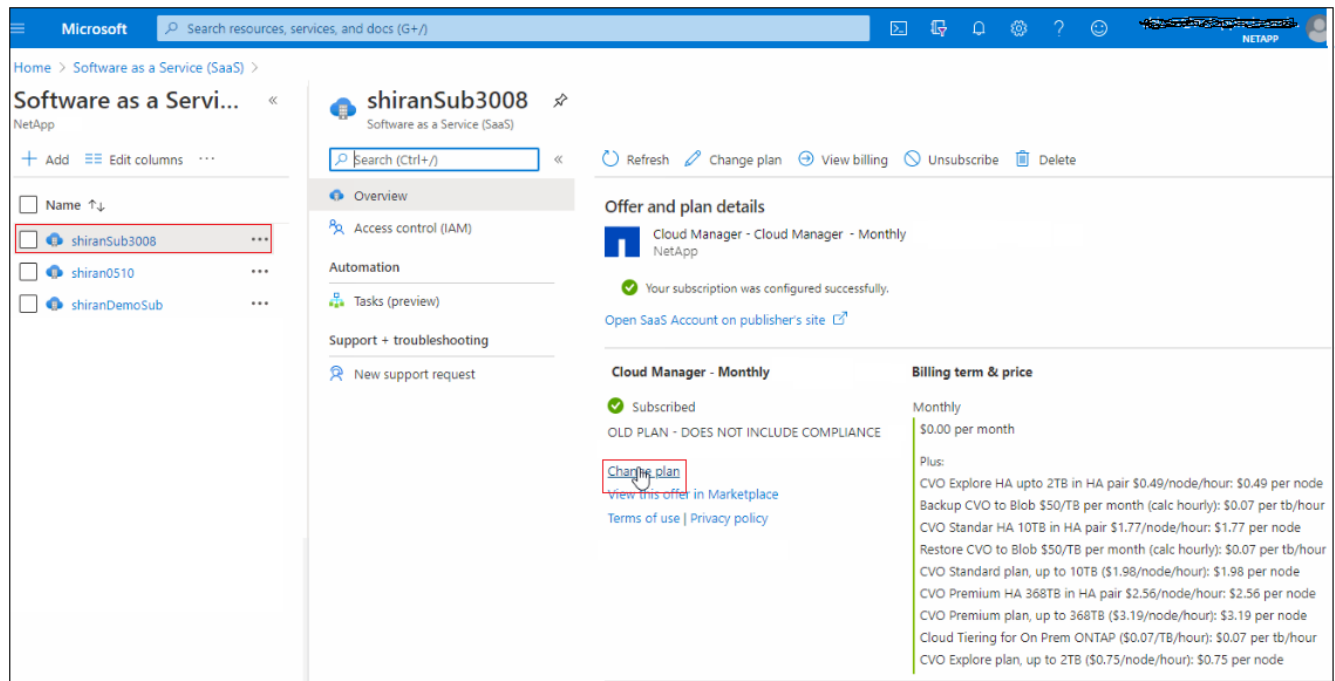 Microsoft
Search resources, services, and docs (G+/)
NETAPP
Home > Software as a Service (SaaS) >
Software as a Servi... «
NetApp
+ Add Edit columns ...
Name ↑↓
shiranSub3008 ...
shiran0510 ...
shiranDemoSub ...
shiranSub3008
Software as a Service (SaaS)
Search (Ctrl+/) «
Overview
Access control (IAM)
Automation
Tasks (preview)
Support + troubleshooting
New support request
Refresh Change plan View billing Unsubscribe Delete
Offer and plan details
Cloud Manager - Cloud Manager - Monthly
NetApp
Your subscription was configured successfully.
Open SaaS Account on publisher's site
Cloud Manager - Monthly
Subscribed
OLD PLAN - DOES NOT INCLUDE COMPLIANCE
Change plan
View this offer in Marketplace
Terms of use | Privacy policy
Billing term & price
Monthly
$0.00 per month
Plus:
CVO Explore HA upto 2TB in HA pair $0.49/node/hour: $0.49 per node
Backup CVO to Blob $50/TB per month (calc hourly): $0.07 per tb/hour
CVO Standar HA 10TB in HA pair $1.77/node/hour: $1.77 per node
Restore CVO to Blob $50/TB per month (calc hourly): $0.07 per tb/hour
CVO Standard plan, up to 10TB ($1.98/node/hour): $1.98 per node
CVO Premium HA 368TB in HA pair $2.56/node/hour: $2.56 per node
CVO Premium plan, up to 368TB ($3.19/node/hour): $3.19 per node
Cloud Tiering for On Prem ONTAP ($0.07/TB/hour): $0.07 per tb/hour
CVO Explore plan, up to 2TB ($0.75/node/hour): $0.75 per node